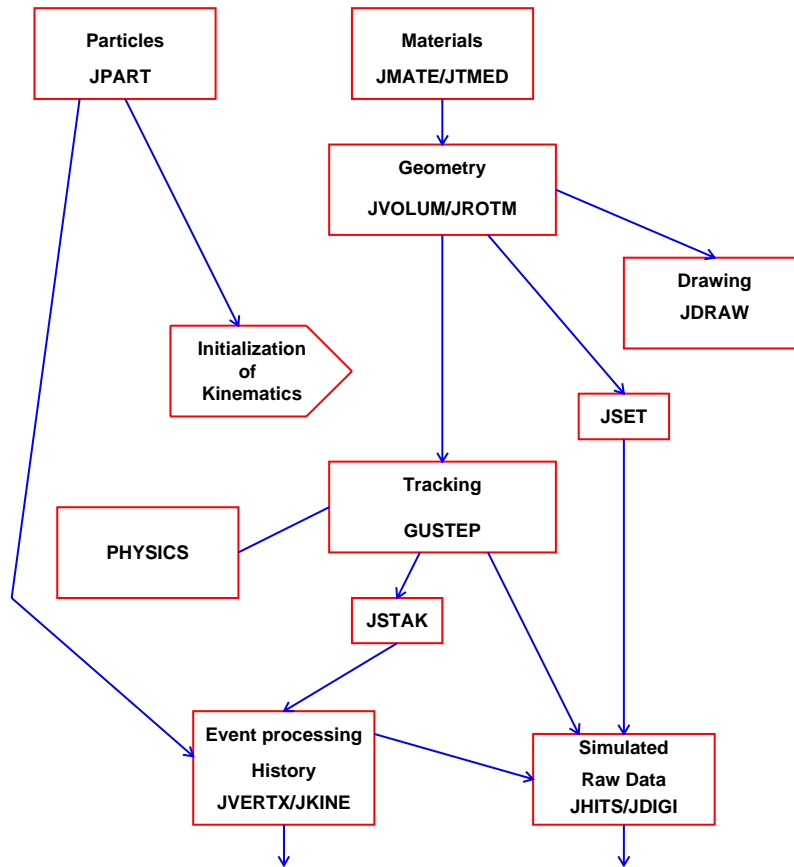 Particles
JPART
Materials
JMATE/JTMED
Geometry
JVOLUM/JROTM
Drawing
JDRAW
Initialization
of
Kinematics
JSET
Tracking
GUSTEP
PHYSICS
JSTAK
Event processing
History
JVERTX/JKINE
Simulated
Raw Data
JHITS/JDIGI